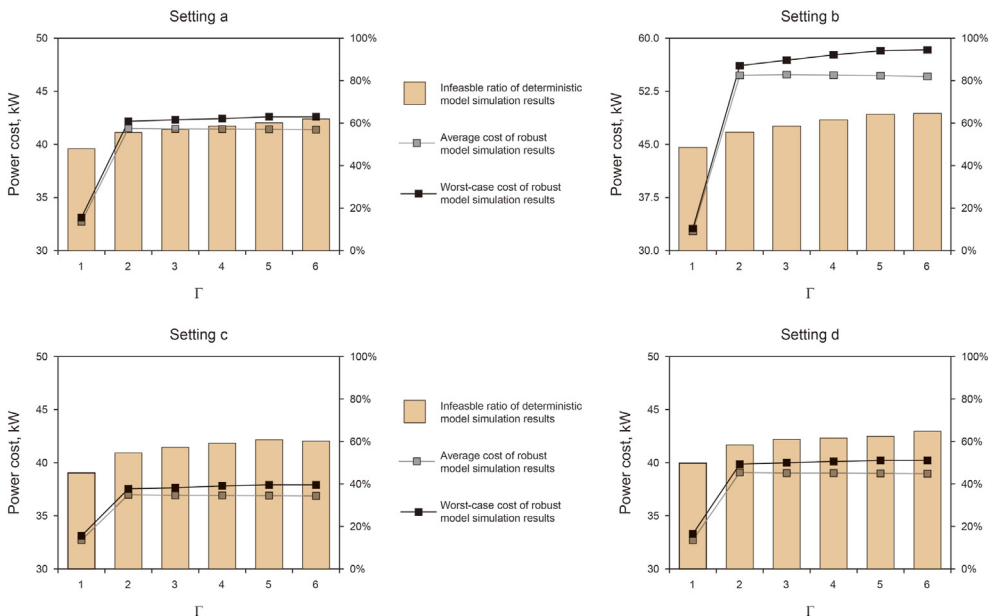 Setting a
Power cost, kW
50
45
40
35
30
100%
80%
60%
40%
20%
0%
1 2 3 4 5 6
Γ
Infeasble ratio of deterministic
model simulation results
Average cost of robust
model simulation results
Worst-case cost of robust
model simulation results
Setting b
Power cost, kW
60.0
52.5
45.0
37.5
30.0
100%
80%
60%
40%
20%
0%
1 2 3 4 5 6
Γ
Setting c
Power cost, kW
50
45
40
35
30
100%
80%
60%
40%
20%
0%
1 2 3 4 5 6
Γ
Infeasble ratio of deterministic
model simulation results
Average cost of robust
model simulation results
Worst-case cost of robust
model simulation results
Setting d
Power cost, kW
50
45
40
35
30
100%
80%
60%
40%
20%
0%
1 2 3 4 5 6
Γ